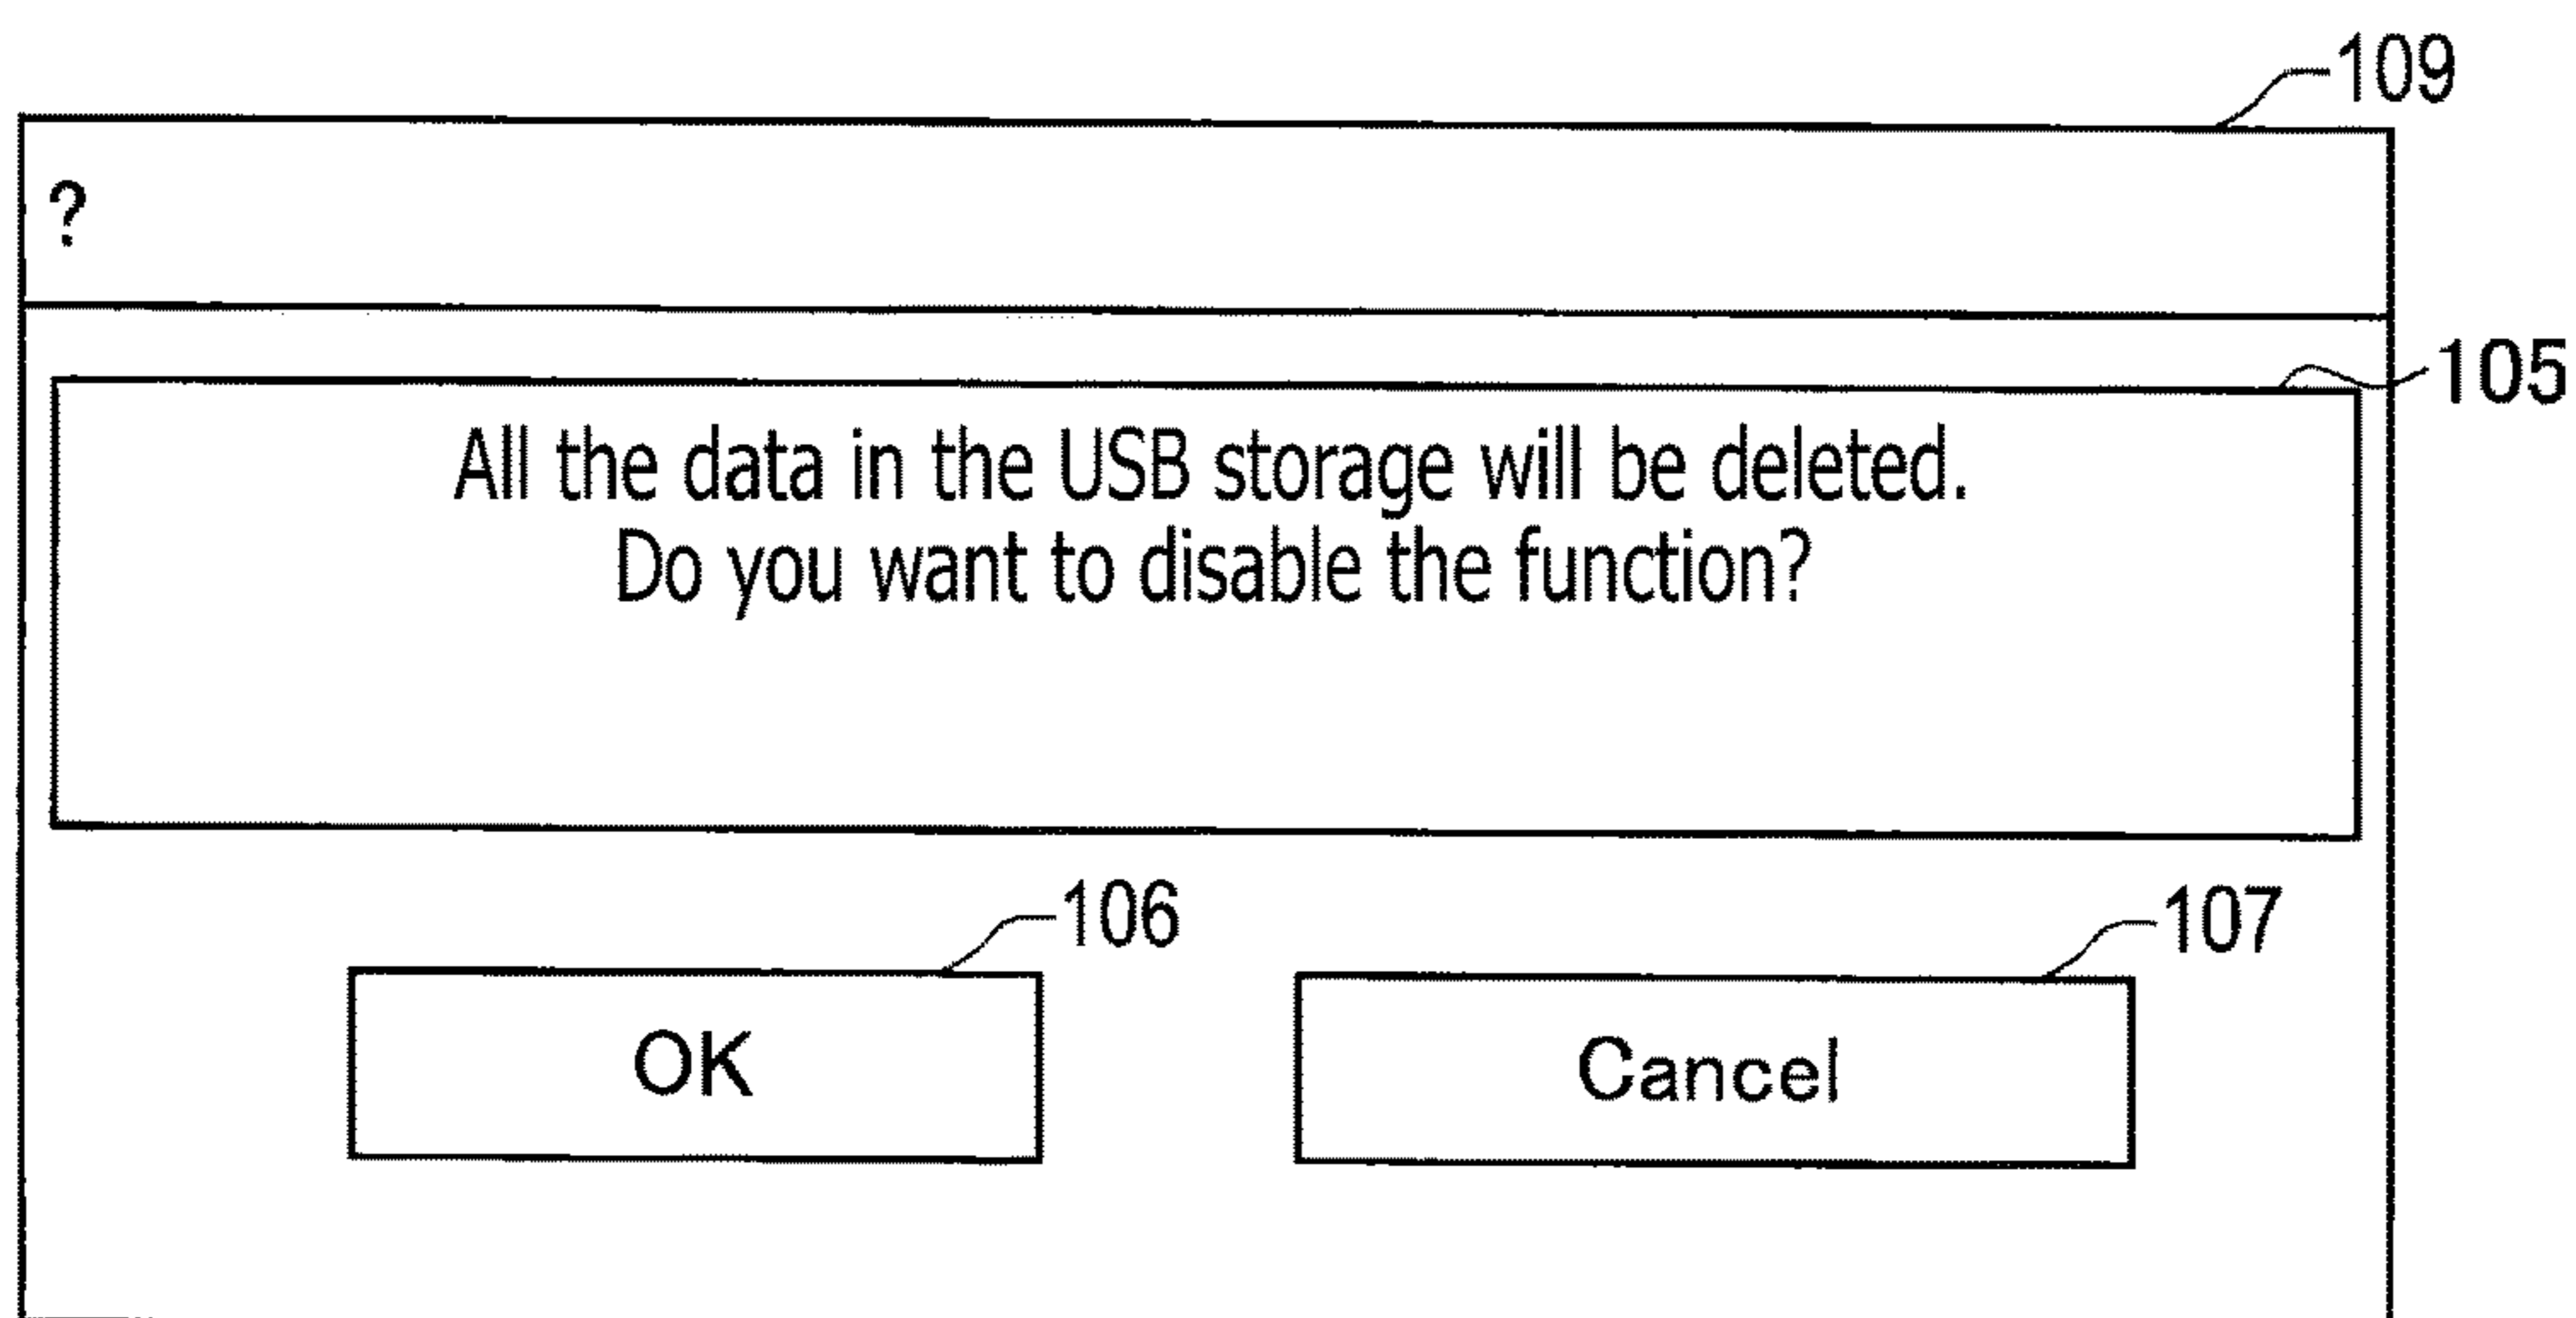 109
?
105
All the data in the USB storage will be deleted.
Do you want to disable the function?
106
107
OK
Cancel